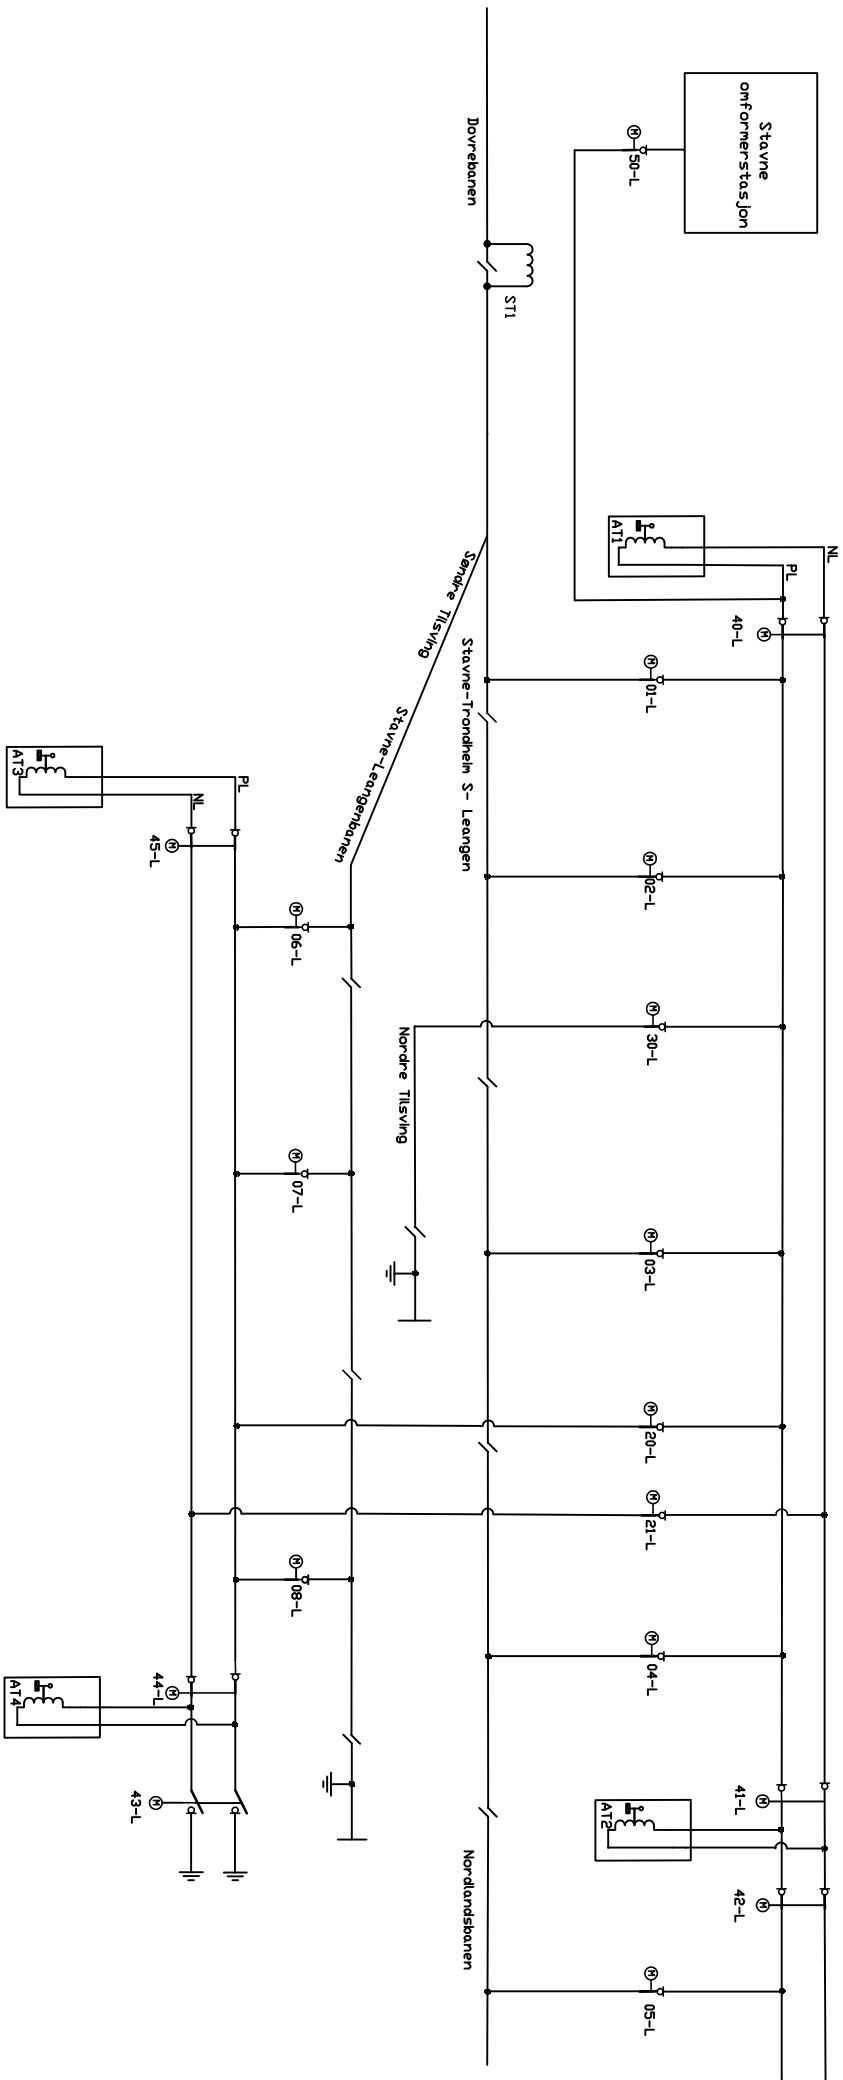 Stavne
omformerstasjon
M
50-L
Dovrebanen
ST1
AT1
NL
PL
M
40-L
M
01-L
Søndre Tilsving
Stavne-Leangenbanen
Stavne-Trondheim S- Leangen
AT3
PL
NL
M
45-L
M
02-L
M
06-L
M
30-L
Nordre Tilsving
M
07-L
M
03-L
M
20-L
M
21-L
M
08-L
M
04-L
AT4
M
44-L
M
43-L
M
41-L
AT2
M
42-L
Nordlandsbanen
M
05-L